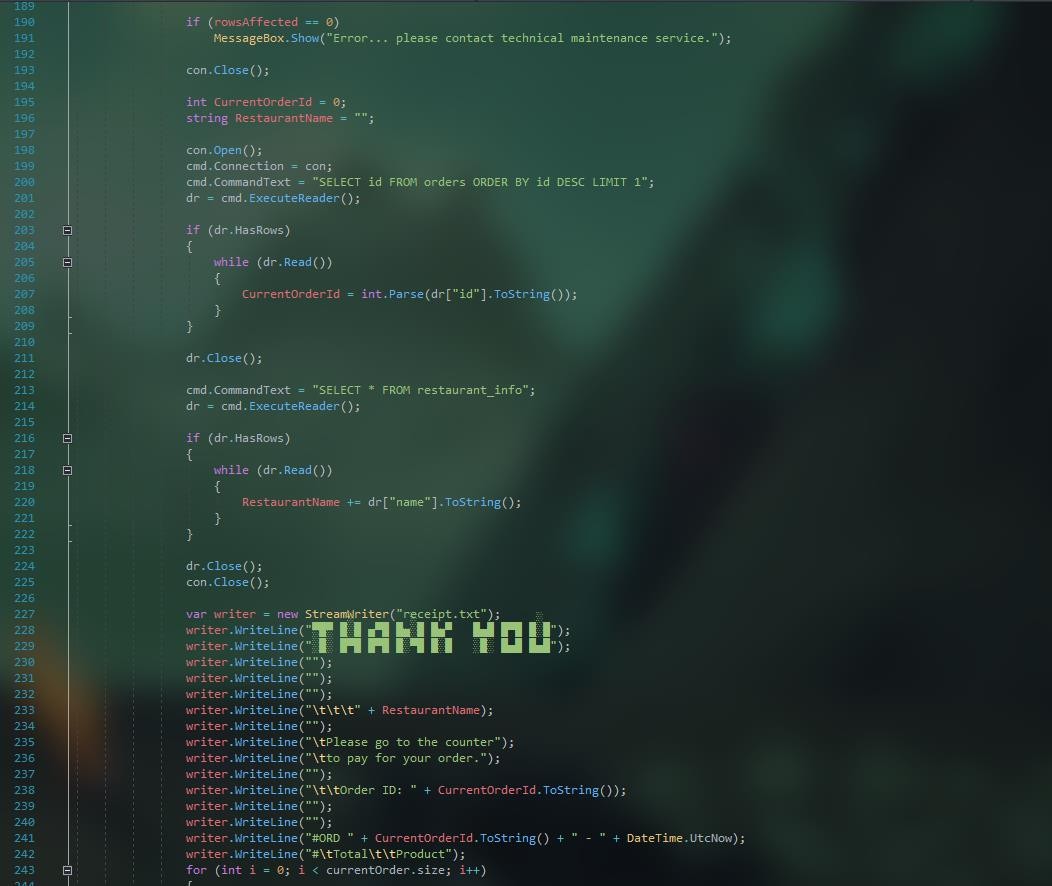 189
190 if (rowsAffected == 0)
191 MessageBox.Show("Error... please contact technical maintenance service.");
192
193 con.Close();
194
195 int CurrentOrderId = 0;
196 string RestaurantName = "";
197
198 con.Open();
199 cmd.Connection = con;
200 cmd.CommandText = "SELECT id FROM orders ORDER BY id DESC LIMIT 1";
201 dr = cmd.ExecuteReader();
202
203 if (dr.HasRows)
204 {
205 while (dr.Read())
206 {
207 CurrentOrderId = int.Parse(dr["id"].ToString());
208 }
209 }
210
211 dr.Close();
212
213 cmd.CommandText = "SELECT * FROM restaurant_info";
214 dr = cmd.ExecuteReader();
215
216 if (dr.HasRows)
217 {
218 while (dr.Read())
219 {
220 RestaurantName += dr["name"].ToString();
221 }
222 }
223
224 dr.Close();
225 con.Close();
226
227 var writer = new StreamWriter("receipt.txt");
228 writer.WriteLine("THANK YOU");
229 writer.WriteLine("");
230 writer.WriteLine("");
231 writer.WriteLine("");
232 writer.WriteLine("");
233 writer.WriteLine("\t\t\t" + RestaurantName);
234 writer.WriteLine("");
235 writer.WriteLine("\tPlease go to the counter");
236 writer.WriteLine("\tto pay for your order.");
237 writer.WriteLine("");
238 writer.WriteLine("\t\tOrder ID: " + CurrentOrderId.ToString());
239 writer.WriteLine("");
240 writer.WriteLine("");
241 writer.WriteLine("#ORD " + CurrentOrderId.ToString() + " - " + DateTime.UtcNow);
242 writer.WriteLine("#\tTotal\t\tProduct");
243 for (int i = 0; i < currentOrder.size; i++)
244 {